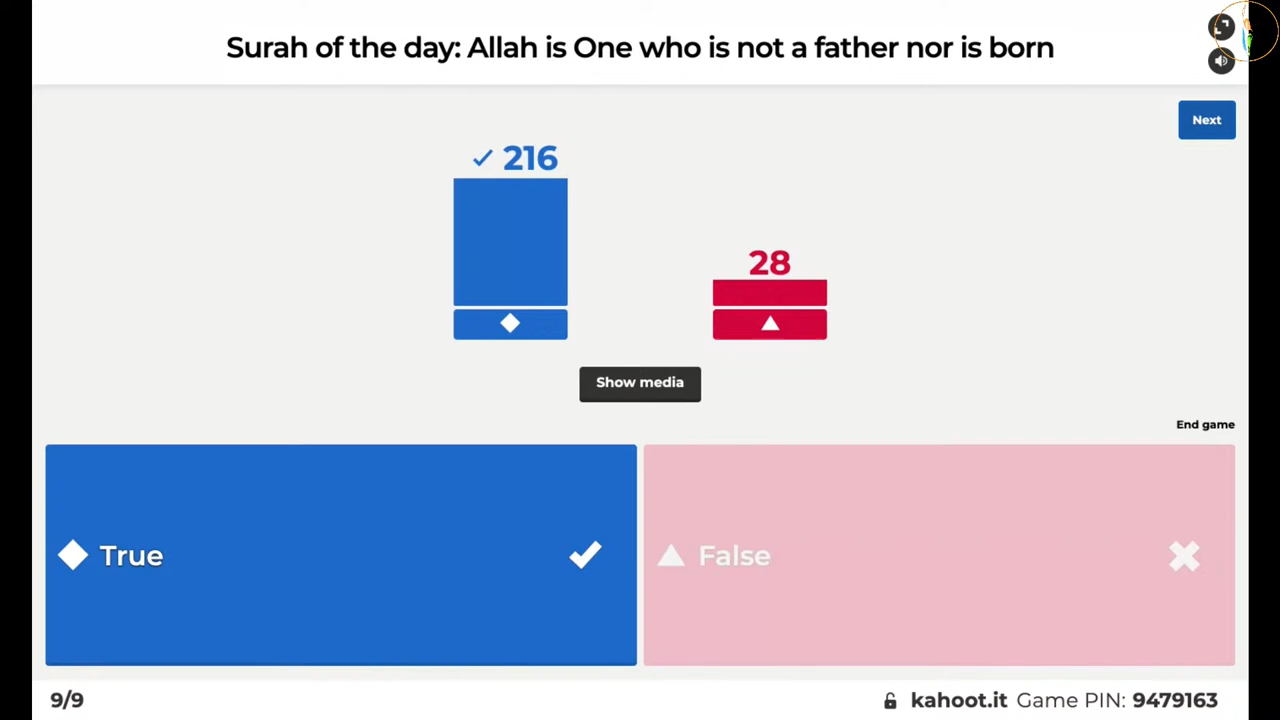 Surah of the day: Allah is One who is not a father nor is born
Next
216
28
Show media
End game
True
False
9/9
kahoot.it Game PIN: 9479163